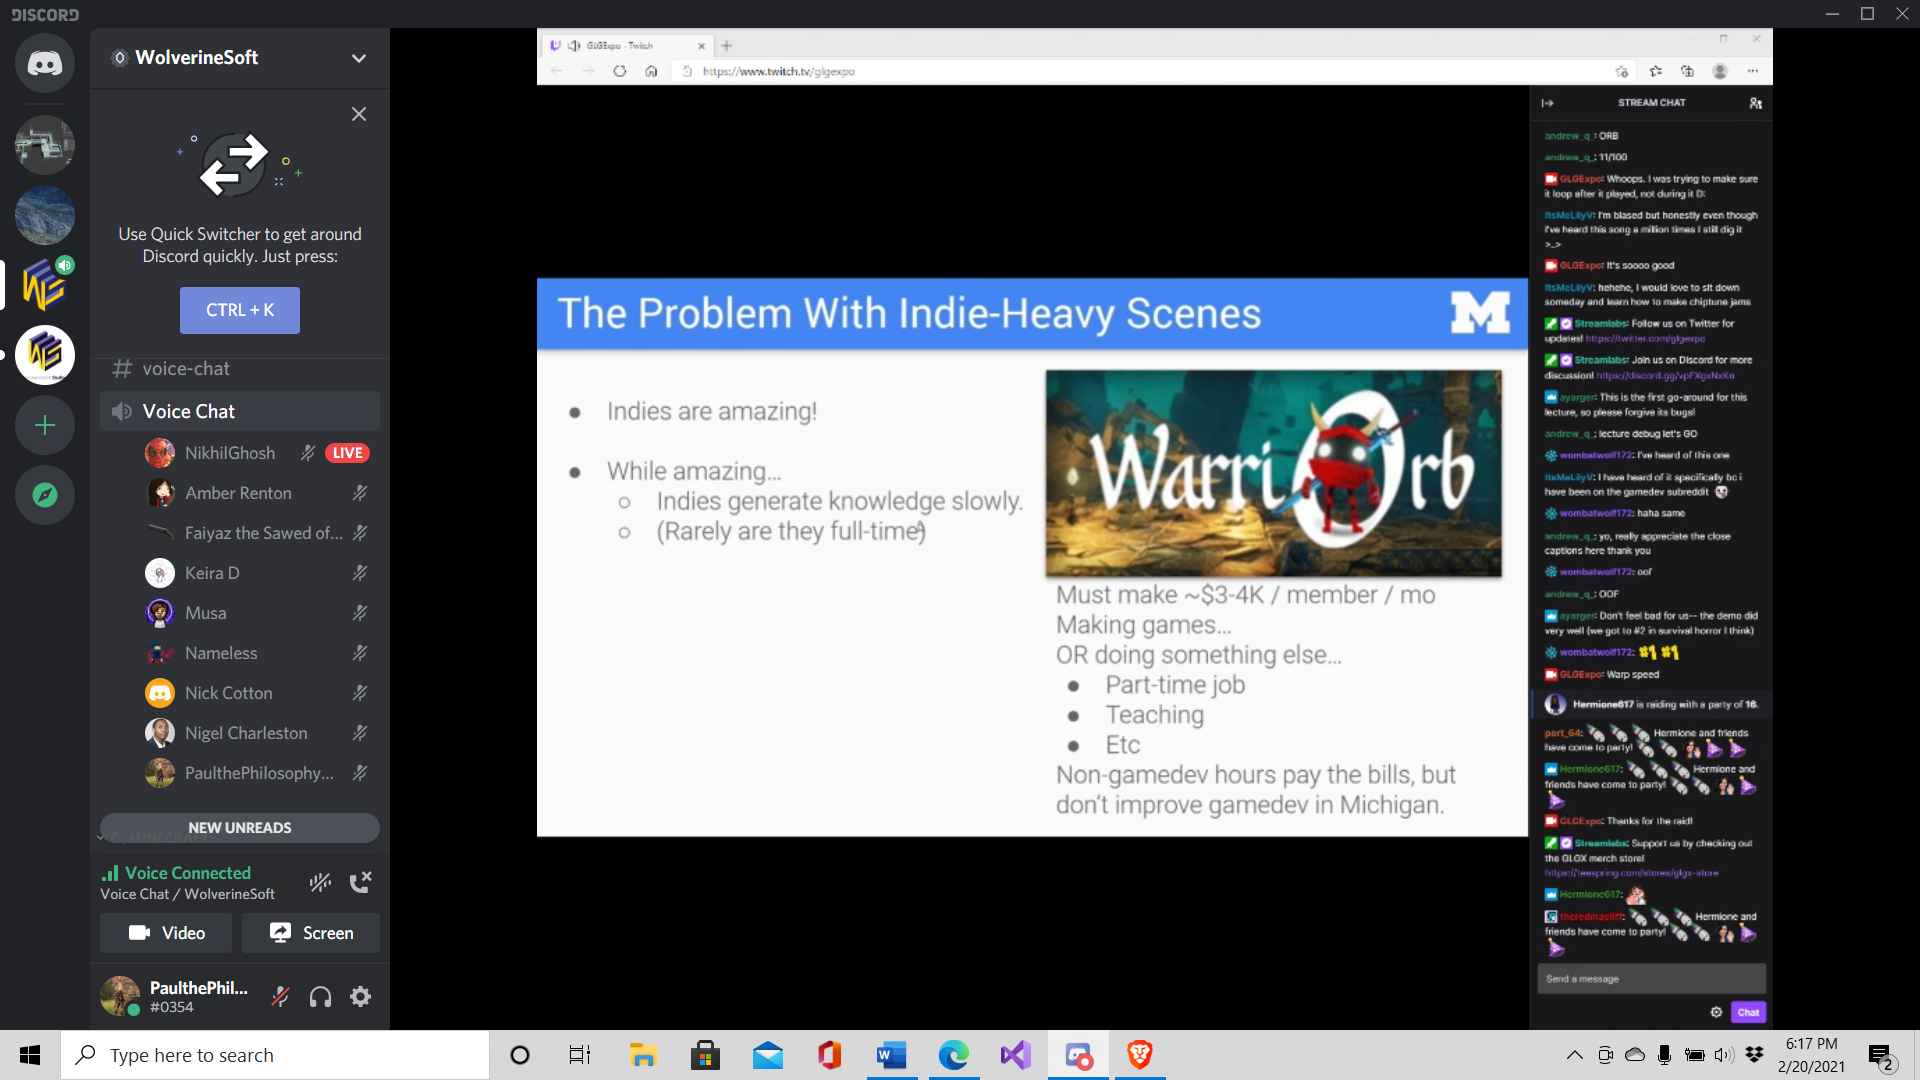 DISCORD
WolverineSoft
Use Quick Switcher to get around
Discord quickly. Just press:
CTRL + K
voice-chat
Voice Chat
NikhilGhosh LIVE
Amber Renton
Faiyaz the Sawed of...
Keira D
Musa
Nameless
Nick Cotton
Nigel Charleston
PaulthePhilosophy...
NEW UNREADS
MINECRAFT
Voice Connected
Voice Chat / WolverineSoft
Video
Screen
PaulthePhil...
#0354
GLGExpo - Twitch
https://www.twitch.tv/glgexpo
The Problem With Indie-Heavy Scenes
M
Indies are amazing!
While amazing...
Indies generate knowledge slowly.
(Rarely are they full-time)
WarriOrb
Must make ~$3-4K / member / mo
Making games...
OR doing something else...
Part-time job
Teaching
Etc
Non-gamedev hours pay the bills, but
don't improve gamedev in Michigan.
STREAM CHAT
andrew_q_: ORB
andrew_q_: 11/100
GLGExpo: Whoops. I was trying to make sure
it loop after it played, not during it D:
ItsMeLilyV: I'm biased but honestly even though
I've heard this song a million times I still dig it
>_>
GLGExpo: It's soooo good
ItsMeLilyV: hehehe, I would love to sit down
someday and learn how to make chiptune jams
Streamlabs: Follow us on Twitter for
updates! https://twitter.com/glgexpo
Streamlabs: Join us on Discord for more
discussion! https://discord.gg/vpFXgxNxKn
ayarger: This is the first go-around for this
lecture, so please forgive its bugs!
andrew_q_: lecture debug let's GO
wombatwolf172: I've heard of this one
ItsMeLilyV: I have heard of it specifically bc i
have been on the gamedev subreddit
wombatwolf172: haha same
andrew_q_: yo, really appreciate the close
captions here thank you
wombatwolf172: oof
andrew_q_: OOF
ayarger: Don't feel bad for us-- the demo did
very well (we got to #2 in survival horror I think)
wombatwolf172: #1 #1
GLGExpo: Warp speed
Hermione617 is raiding with a party of 16.
port_64: Hermione and friends
have come to party!
Hermione617: Hermione and
friends have come to party!
GLGExpo: Thanks for the raid!
Streamlabs: Support us by checking out
the GLGX merch store!
https://teespring.com/stores/glgx-store
Hermione617:
theredmastiff: Hermione and
friends have come to party!
Send a message
Chat
Type here to search
6:17 PM
2/20/2021
2